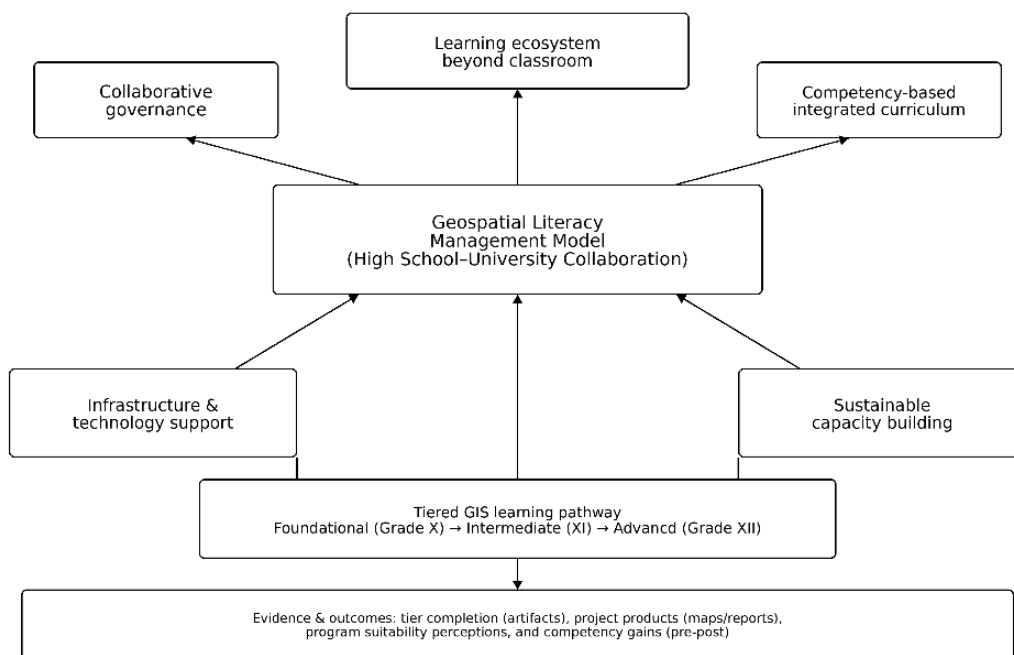 Learning ecosystem
beyond classroom
Collaborative
governance
Competency-based
integrated curriculum
Geospatial Literacy
Management Model
(High School–University Collaboration)
Infrastructure &
technology support
Sustainable
capacity building
Tiered GIS learning pathway
Foundational (Grade X) → Intermediate (XI) → Advancd (Grade XII)
Evidence & outcomes: tier completion (artifacts), project products (maps/reports),
program suitability perceptions, and competency gains (pre-post)